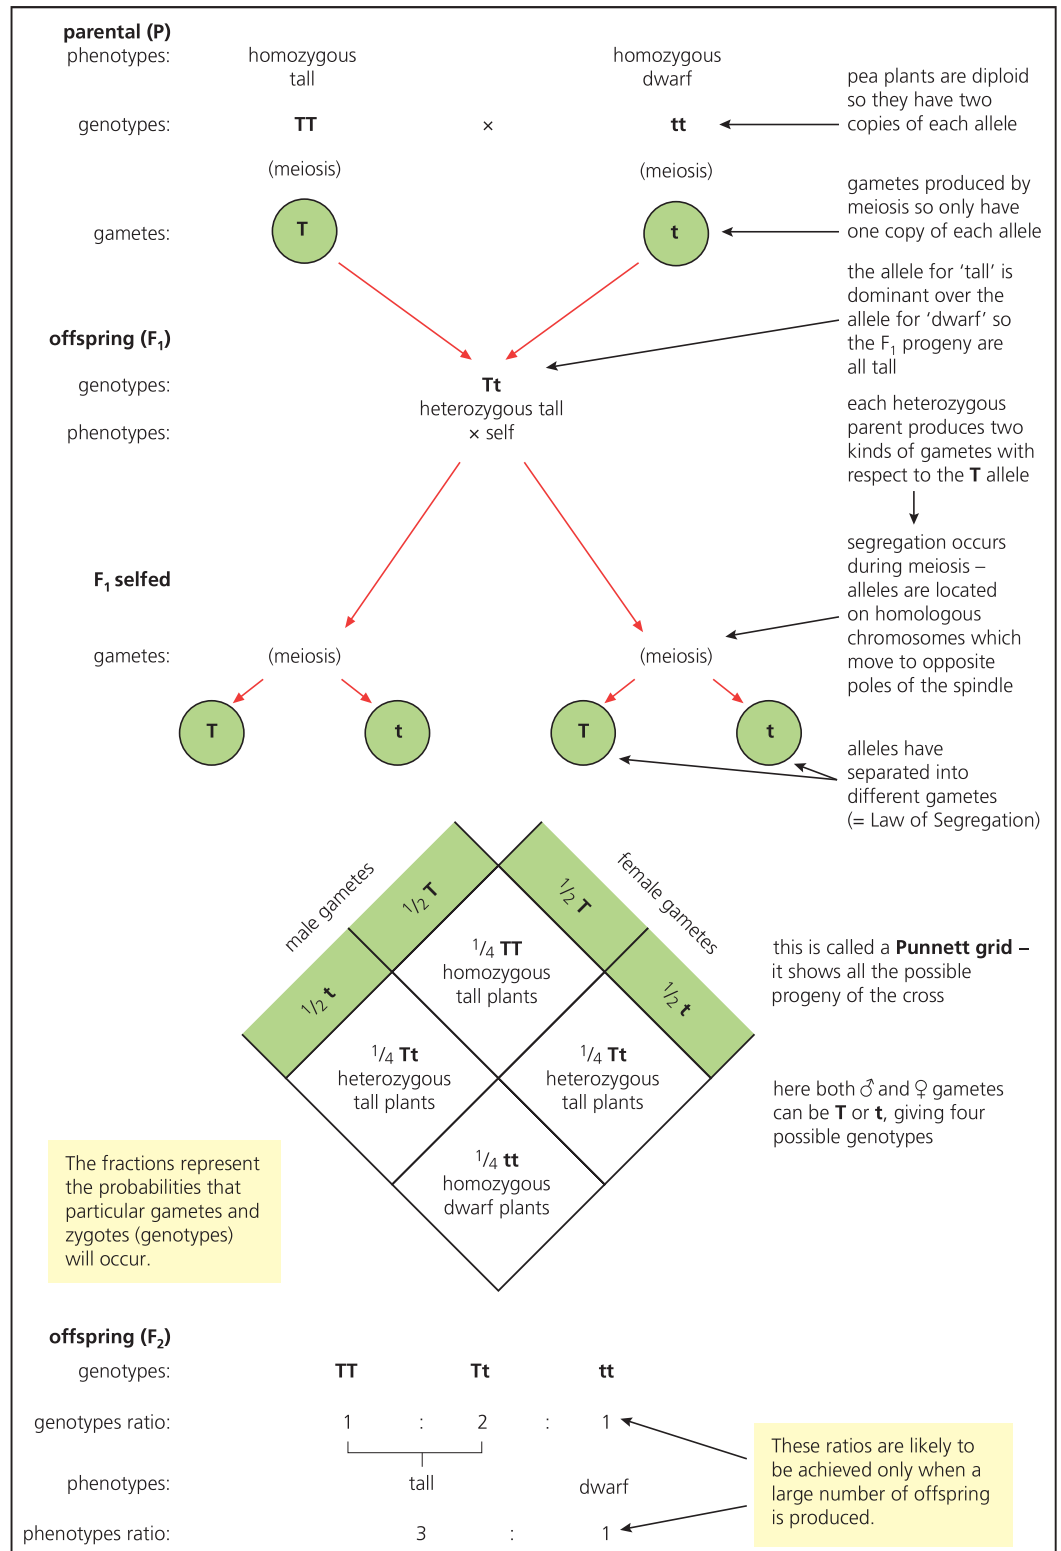 parental (P)
phenotypes:
homozygous
tall
homozygous
dwarf
pea plants are diploid
so they have two
copies of each allele
genotypes:
TT
×
tt
(meiosis)
(meiosis)
gametes produced by
meiosis so only have
one copy of each allele
gametes:
T
t
the allele for ‘tall’ is
dominant over the
allele for ‘dwarf’ so
the F1 progeny are
all tall
offspring (F1)
genotypes:
Tt
heterozygous tall
phenotypes:
× self
each heterozygous
parent produces two
kinds of gametes with
respect to the T allele
segregation occurs
during meiosis –
alleles are located
on homologous
chromosomes which
move to opposite
poles of the spindle
F1 selfed
gametes:
(meiosis)
(meiosis)
T
t
T
t
alleles have
separated into
different gametes
(= Law of Segregation)
male gametes
female gametes
1/2 T
1/2 T
1/2 t
1/2 t
1/4 TT
homozygous
tall plants
1/4 Tt
heterozygous
tall plants
1/4 Tt
heterozygous
tall plants
1/4 tt
homozygous
dwarf plants
this is called a Punnett grid –
it shows all the possible
progeny of the cross
here both ♂ and ♀ gametes
can be T or t, giving four
possible genotypes
The fractions represent
the probabilities that
particular gametes and
zygotes (genotypes)
will occur.
offspring (F2)
genotypes:
TT
Tt
tt
genotypes ratio:
1 : 2 : 1
phenotypes:
tall
dwarf
phenotypes ratio:
3 : 1
These ratios are likely to
be achieved only when a
large number of offspring
is produced.